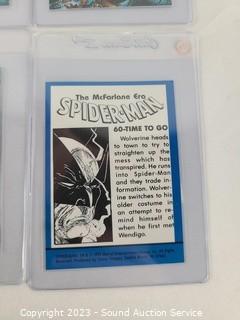 The McFarlane Era
SPIDER-MAN
60-TIME TO GO
Wolverine heads
to town to try to
straighten up the
mess which has
transpired. He runs
into Spider-Man
and they trade in-
formation. Wolver-
ine switches to his
older costume in
an attempt to re-
mind himself of
when he first met
Wendigo.
Copyright 2023 - Sound Auction Service